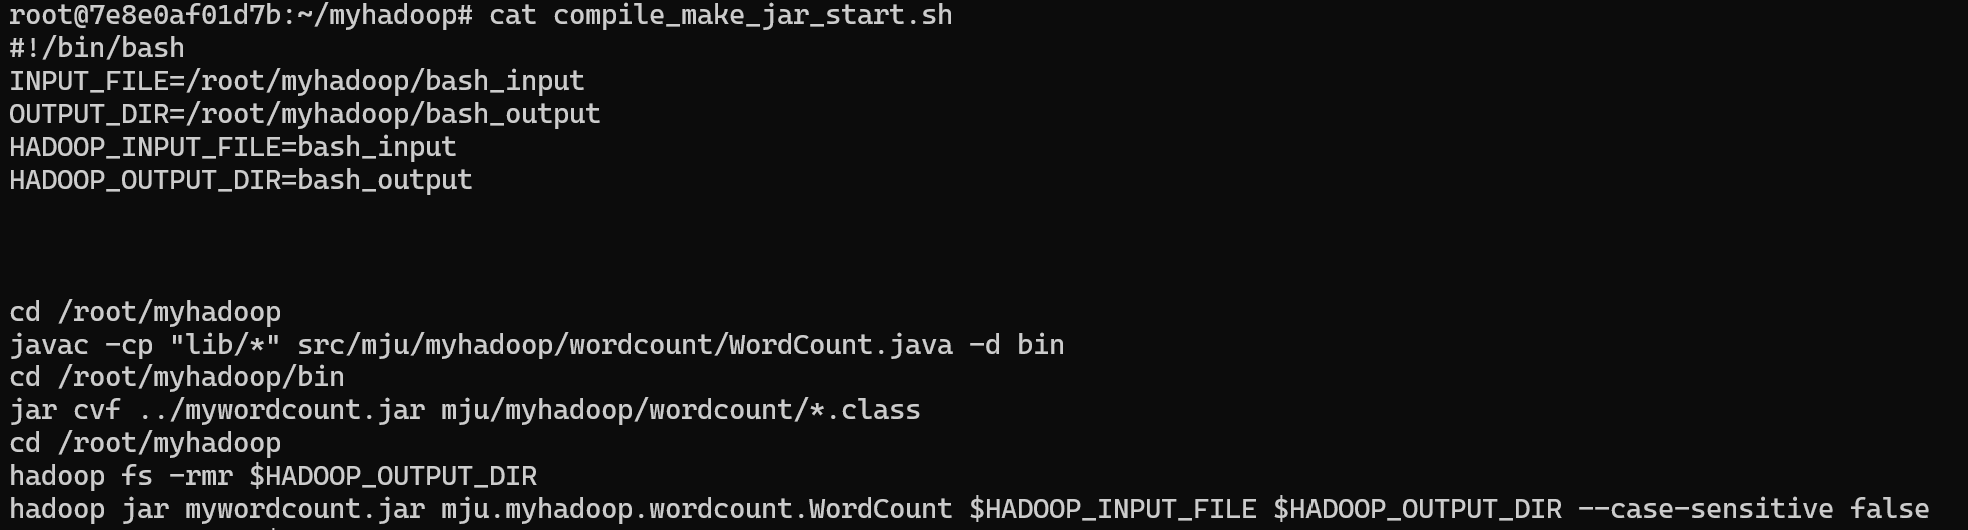 root@7e8e0af01d7b:~/myhadoop# cat compile_make_jar_start.sh
#!/bin/bash
INPUT_FILE=/root/myhadoop/bash_input
OUTPUT_DIR=/root/myhadoop/bash_output
HADOOP_INPUT_FILE=bash_input
HADOOP_OUTPUT_DIR=bash_output
cd /root/myhadoop
javac -cp "lib/*" src/mju/myhadoop/wordcount/WordCount.java -d bin
cd /root/myhadoop/bin
jar cvf ../mywordcount.jar mju/myhadoop/wordcount/*.class
cd /root/myhadoop
hadoop fs -rmr $HADOOP_OUTPUT_DIR
hadoop jar mywordcount.jar mju.myhadoop.wordcount.WordCount $HADOOP_INPUT_FILE $HADOOP_OUTPUT_DIR --case-sensitive false